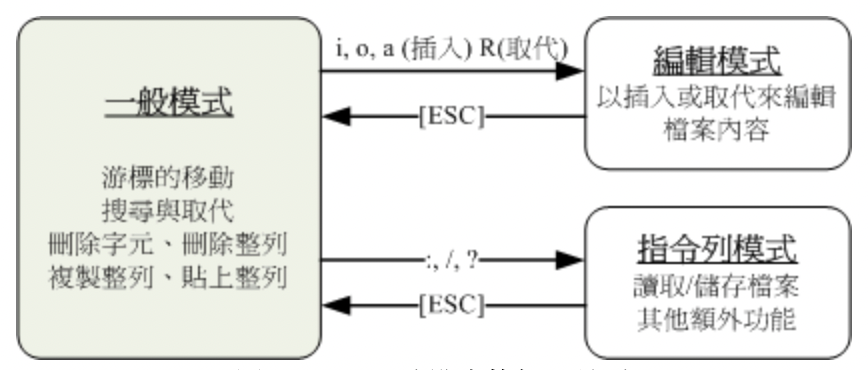 一般模式
游標的移動
搜尋與取代
刪除字元、刪除整列
複製整列、貼上整列
i, o, a (插入) R(取代)
[ESC]
:, /, ?
[ESC]
編輯模式
以插入或取代來編輯
檔案內容
指令列模式
讀取/儲存檔案
其他額外功能